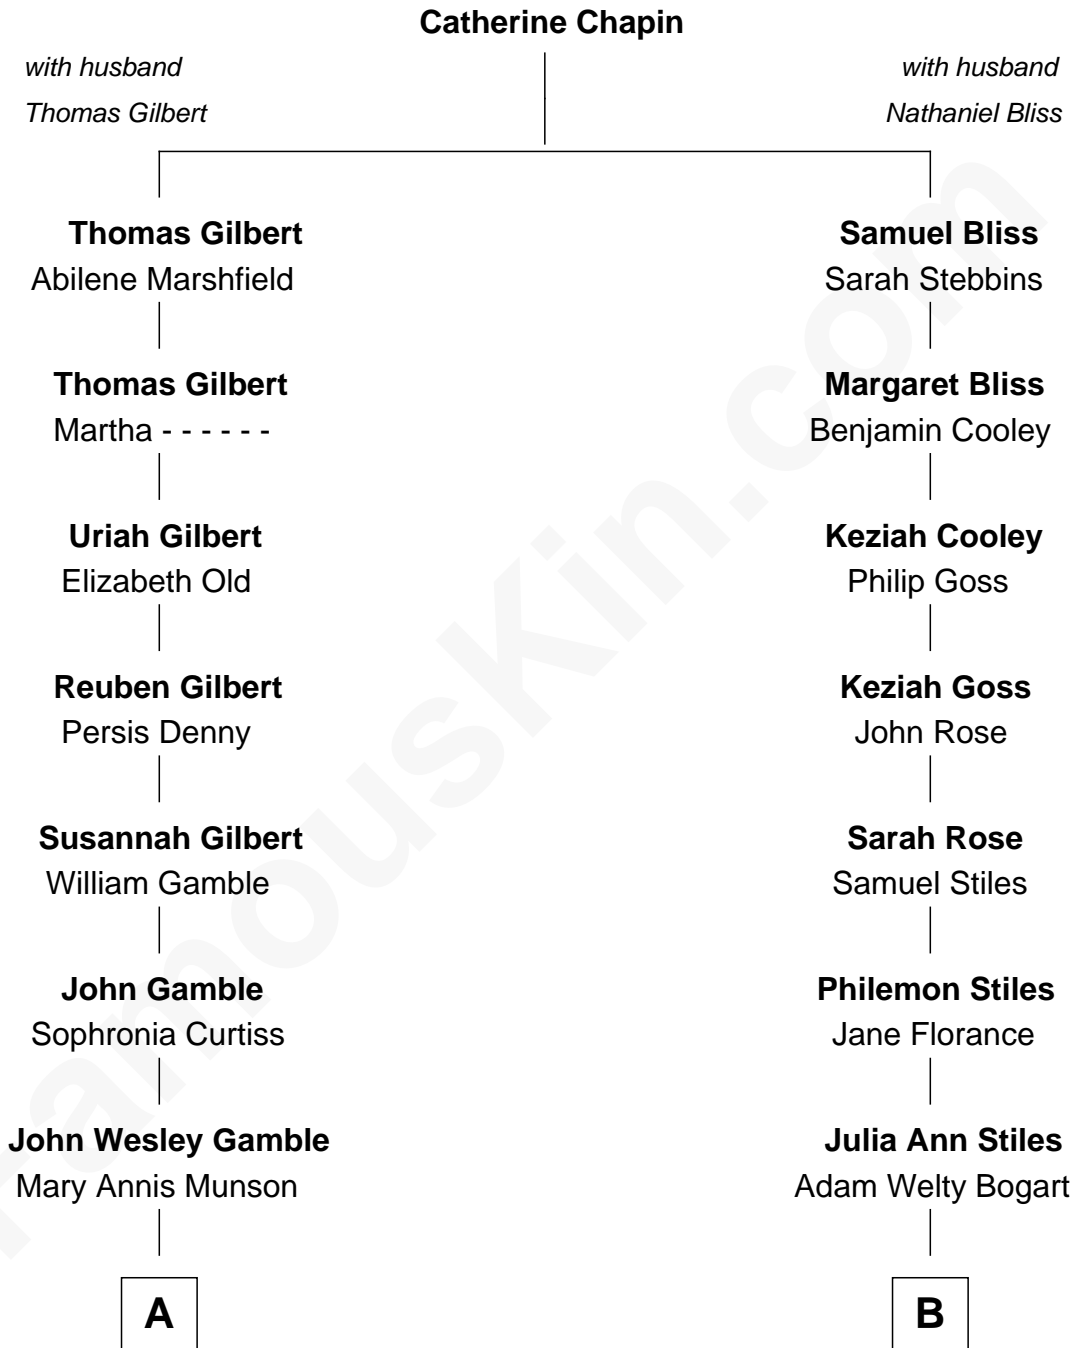 Catherine Chapin
with husband
Thomas Gilbert
with husband
Nathaniel Bliss
Thomas Gilbert
Abilene Marshfield
Samuel Bliss
Sarah Stebbins
Thomas Gilbert
Martha - - - - - -
Margaret Bliss
Benjamin Cooley
Uriah Gilbert
Elizabeth Old
Keziah Cooley
Philip Goss
Reuben Gilbert
Persis Denny
Keziah Goss
John Rose
Susannah Gilbert
William Gamble
Sarah Rose
Samuel Stiles
John Gamble
Sophronia Curtiss
Philemon Stiles
Jane Florance
John Wesley Gamble
Mary Annis Munson
Julia Ann Stiles
Adam Welty Bogart
A
B
FamousKin.com